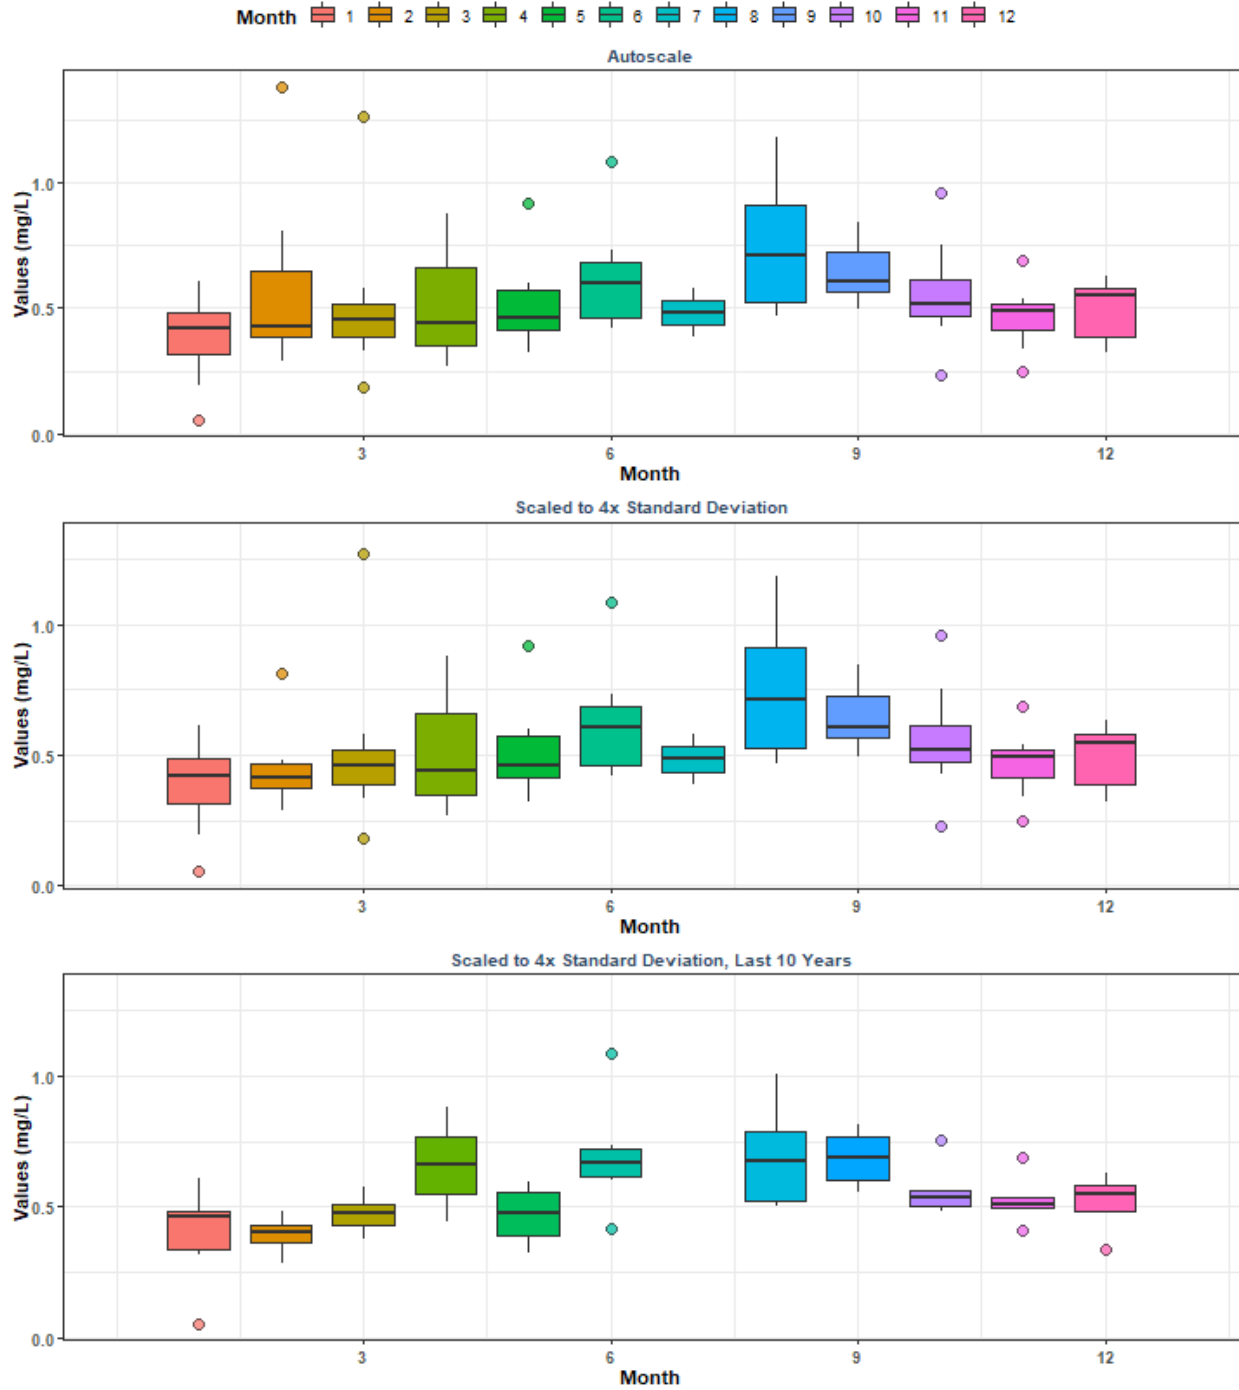 Month 1 2 3 4 5 6 7 8 9 10 11 12
Autoscale
Values (mg/L)
1.0
0.5
0.0
3 6 9 12
Month
Scaled to 4x Standard Deviation
Values (mg/L)
1.0
0.5
0.0
3 6 9 12
Month
Scaled to 4x Standard Deviation, Last 10 Years
Values (mg/L)
1.0
0.5
0.0
3 6 9 12
Month